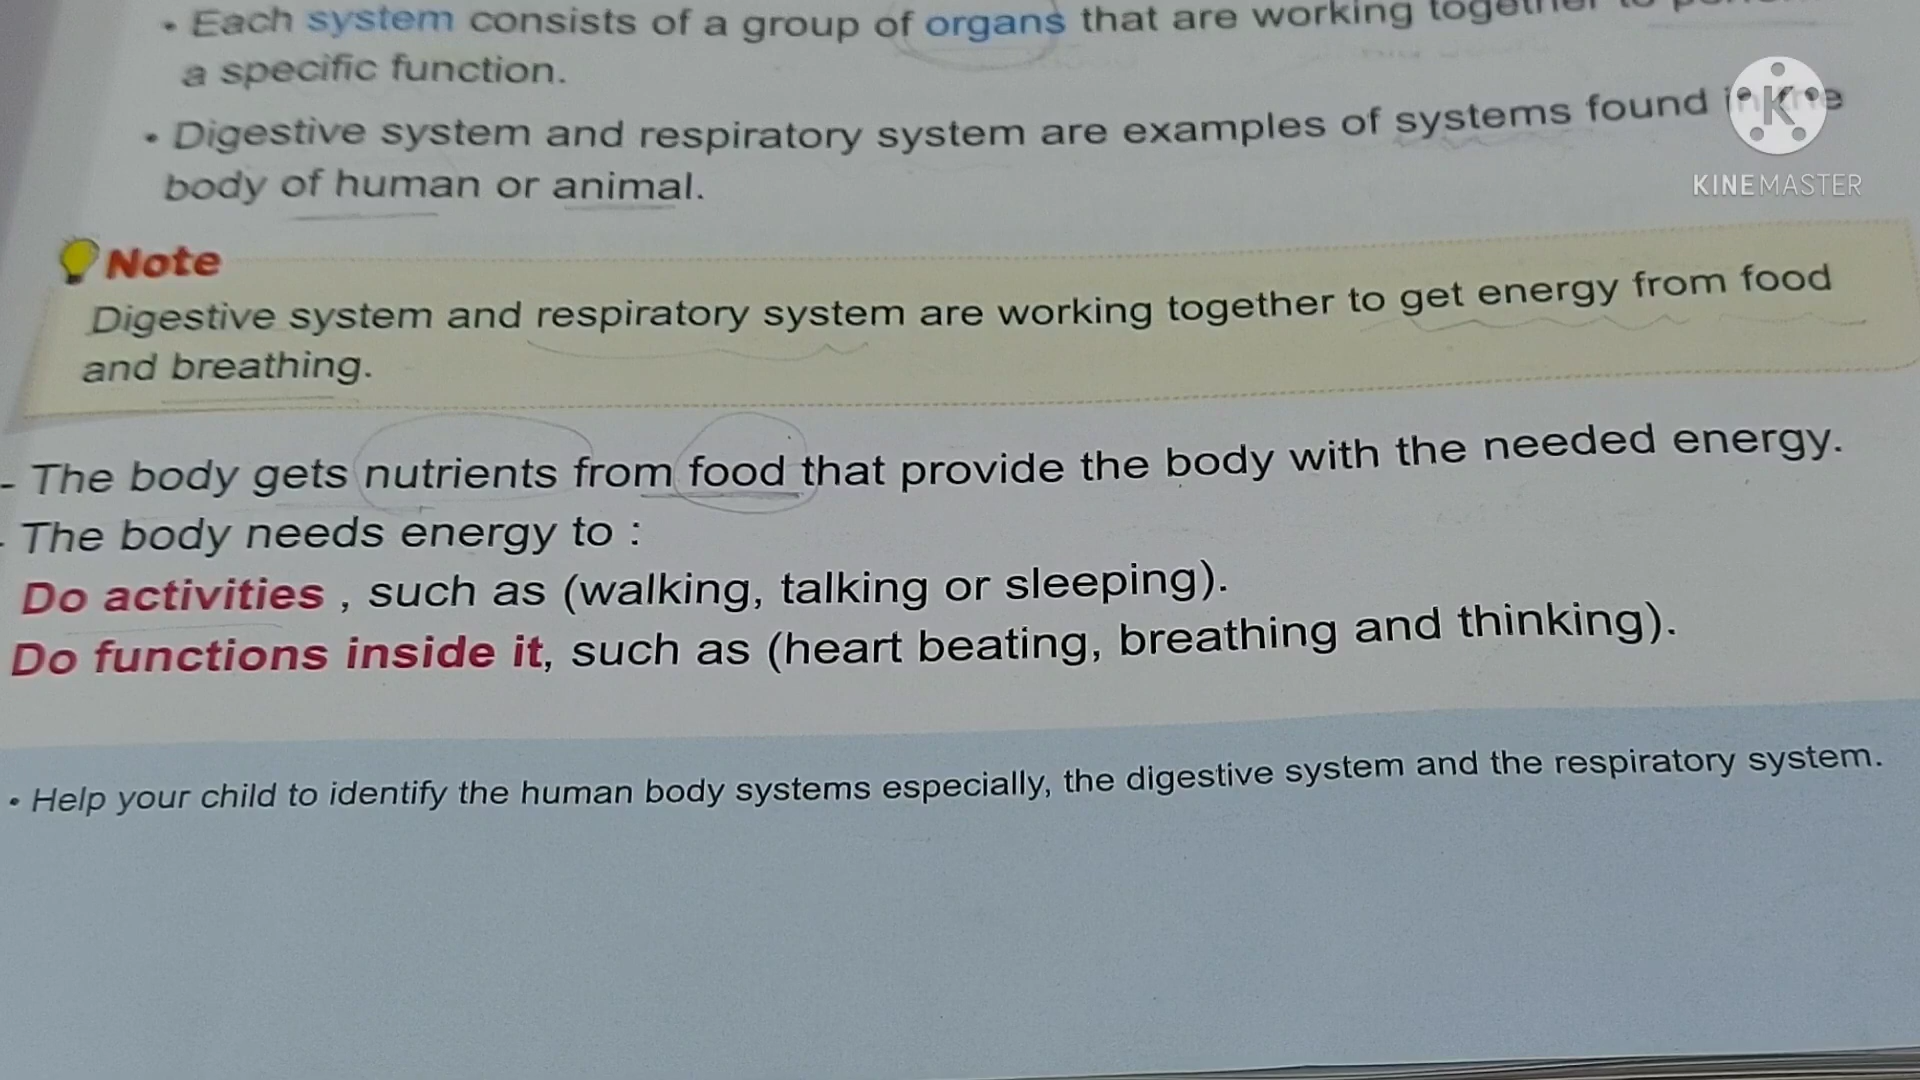 • Each system consists of a group of organs that are working together to
a specific function.
• Digestive system and respiratory system are examples of systems found in the
body of human or animal.
KINEMASTER
Note
Digestive system and respiratory system are working together to get energy from food
and breathing.
- The body gets nutrients from food that provide the body with the needed energy.
- The body needs energy to :
Do activities , such as (walking, talking or sleeping).
Do functions inside it, such as (heart beating, breathing and thinking).
• Help your child to identify the human body systems especially, the digestive system and the respiratory system.